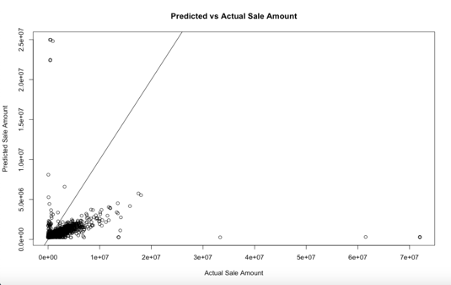 Predicted vs Actual Sale Amount
2.5e+07
2.0e+07
1.5e+07
1.0e+07
5.0e+06
0.0e+00
Predicted Sale Amount
0e+00 1e+07 2e+07 3e+07 4e+07 5e+07 6e+07 7e+07
Actual Sale Amount